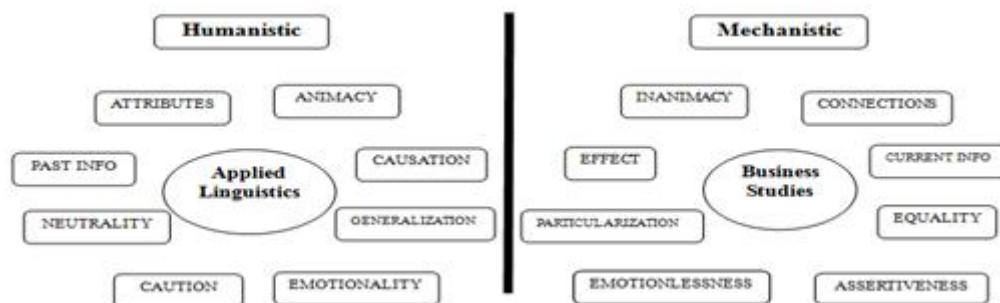 Humanistic
ATTRIBUTES
ANIMACY
PAST INFO
Applied
Linguistics
CAUSATION
NEUTRALITY
GENERALIZATION
CAUTION
EMOTIONALITY
Mechanistic
INANIMACY
CONNECTIONS
EFFECT
Business
Studies
CURRENT INFO
PARTICULARIZATION
EQUALITY
EMOTIONLESSNESS
ASSERTIVENESS